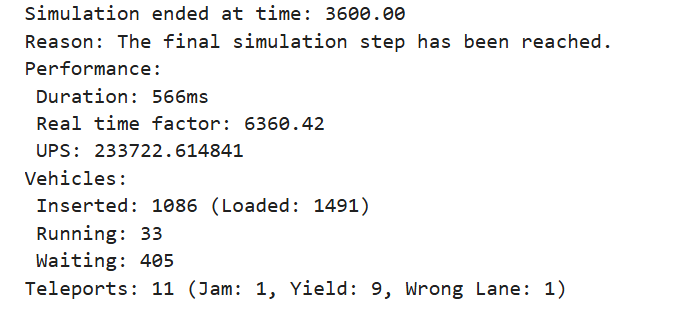 Simulation ended at time: 3600.00
Reason: The final simulation step has been reached.
Performance:
 Duration: 566ms
 Real time factor: 6360.42
 UPS: 233722.614841
Vehicles:
 Inserted: 1086 (Loaded: 1491)
 Running: 33
 Waiting: 405
Teleports: 11 (Jam: 1, Yield: 9, Wrong Lane: 1)